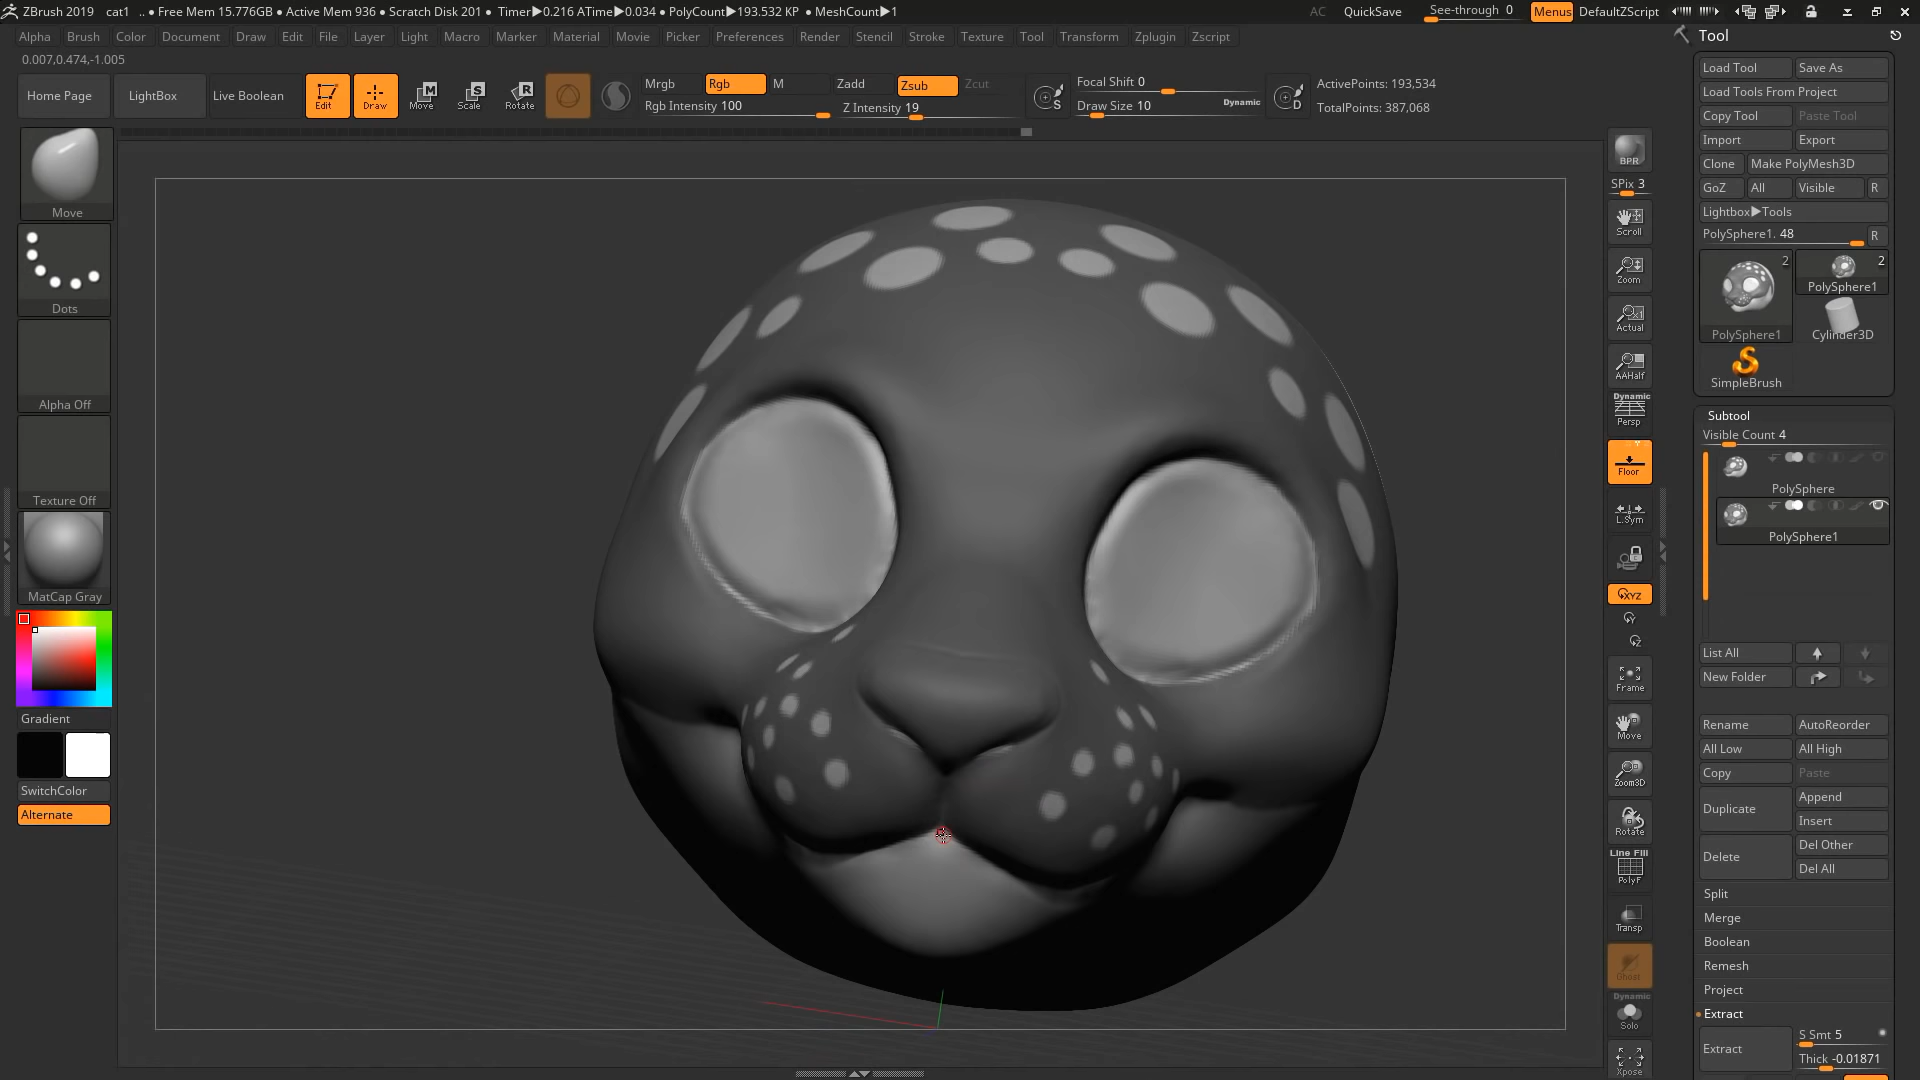 ZBrush 2019 cat1 .. • Free Mem 15.776GB • Active Mem 936 • Scratch Disk 201 • Timer▶0.216 ATime▶0.034 • PolyCount▶193.532 KP • MeshCount▶1
AC QuickSave See-through 0 Menus DefaultZScript
Alpha Brush Color Document Draw Edit File Layer Light Macro Marker Material Movie Picker Preferences Render Stencil Stroke Texture Tool Transform Zplugin Zscript
0.007,0.474,-1.005
Home Page LightBox Live Boolean Edit Draw Move Scale Rotate
Mrgb Rgb M Zadd Zsub Zcut
Rgb Intensity 100 Z Intensity 19
S Focal Shift 0
Draw Size 10 Dynamic
D ActivePoints: 193,534
TotalPoints: 387,068
Move
Dots
Alpha Off
Texture Off
MatCap Gray
Gradient
SwitchColor
Alternate
BPR
SPix 3
Scroll
Zoom
Actual
AAHalf
Dynamic
Persp
Floor
L.Sym
XYZ
Y
Z
Frame
Move
Zoom3D
Rotate
Line Fill
PolyF
Transp
Ghost
Dynamic
Solo
Xpose
Tool
Load Tool Save As
Load Tools From Project
Copy Tool Paste Tool
Import Export
Clone Make PolyMesh3D
GoZ All Visible R
Lightbox▶Tools
PolySphere1. 48 R
2 2
PolySphere1
PolySphere1 Cylinder3D
SimpleBrush
Subtool
Visible Count 4
PolySphere
PolySphere1
List All
New Folder
Rename AutoReorder
All Low All High
Copy Paste
Duplicate Append
Insert
Delete Del Other
Del All
Split
Merge
Boolean
Remesh
Project
Extract
Extract S Smt 5
Thick -0.01871